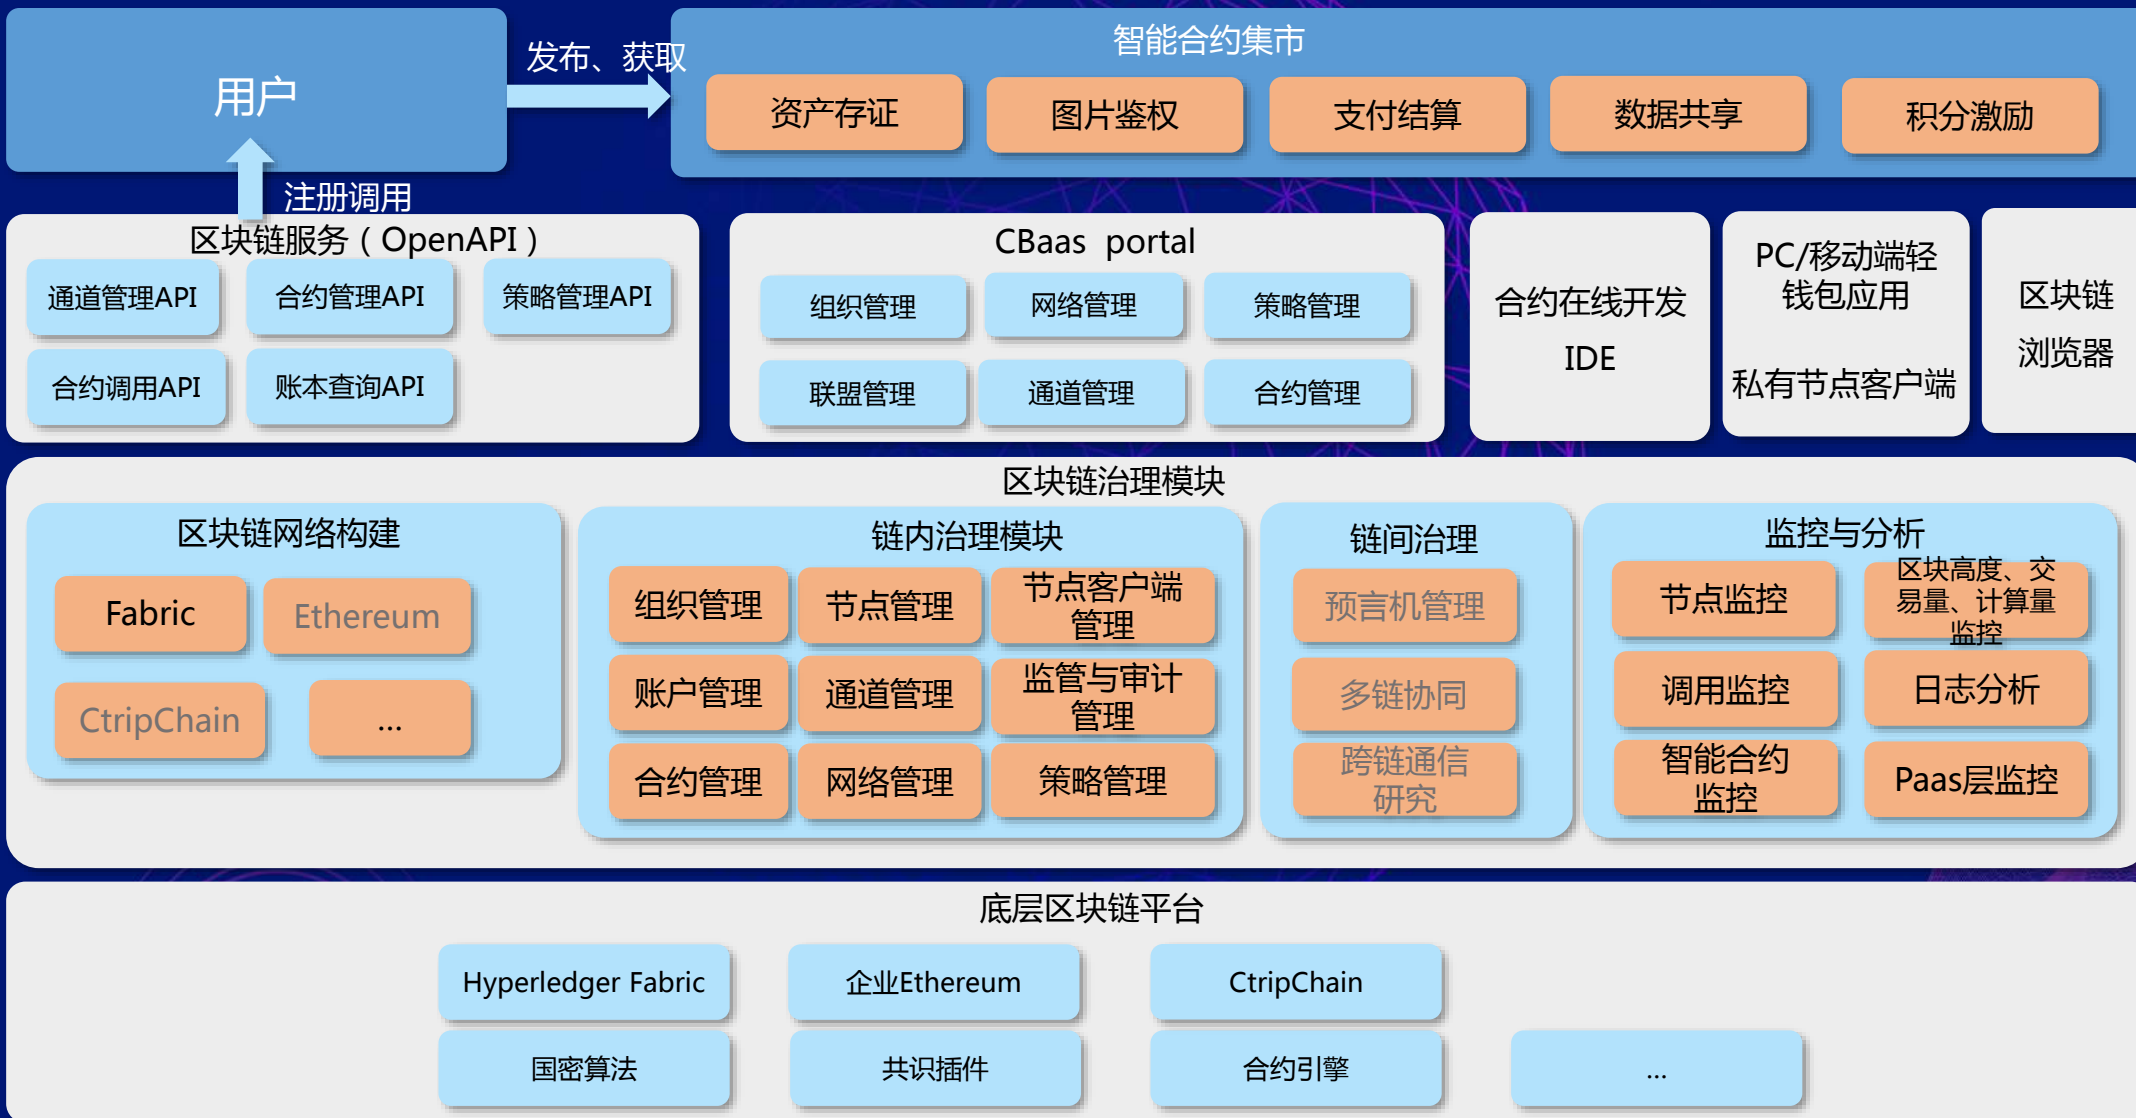 用户
发布、获取
智能合约集市
资产存证
图片鉴权
支付结算
数据共享
积分激励
注册调用
区块链服务（OpenAPI）
通道管理API
合约管理API
策略管理API
合约调用API
账本查询API
CBaas portal
组织管理
网络管理
策略管理
联盟管理
通道管理
合约管理
合约在线开发
IDE
PC/移动端轻
钱包应用
私有节点客户端
区块链
浏览器
区块链治理模块
区块链网络构建
Fabric
Ethereum
CtripChain
...
链内治理模块
组织管理
节点管理
节点客户端
管理
账户管理
通道管理
监管与审计
管理
合约管理
网络管理
策略管理
链间治理
预言机管理
多链协同
跨链通信
研究
监控与分析
节点监控
区块高度、交
易量、计算量
监控
调用监控
日志分析
智能合约
监控
Paas层监控
底层区块链平台
Hyperledger Fabric
企业Ethereum
CtripChain
国密算法
共识插件
合约引擎
...